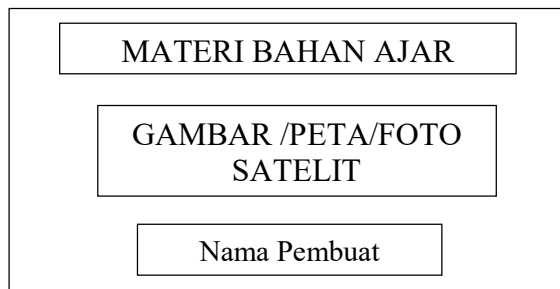 MATERI BAHAN AJAR
GAMBAR /PETA/FOTO
SATELIT
Nama Pembuat